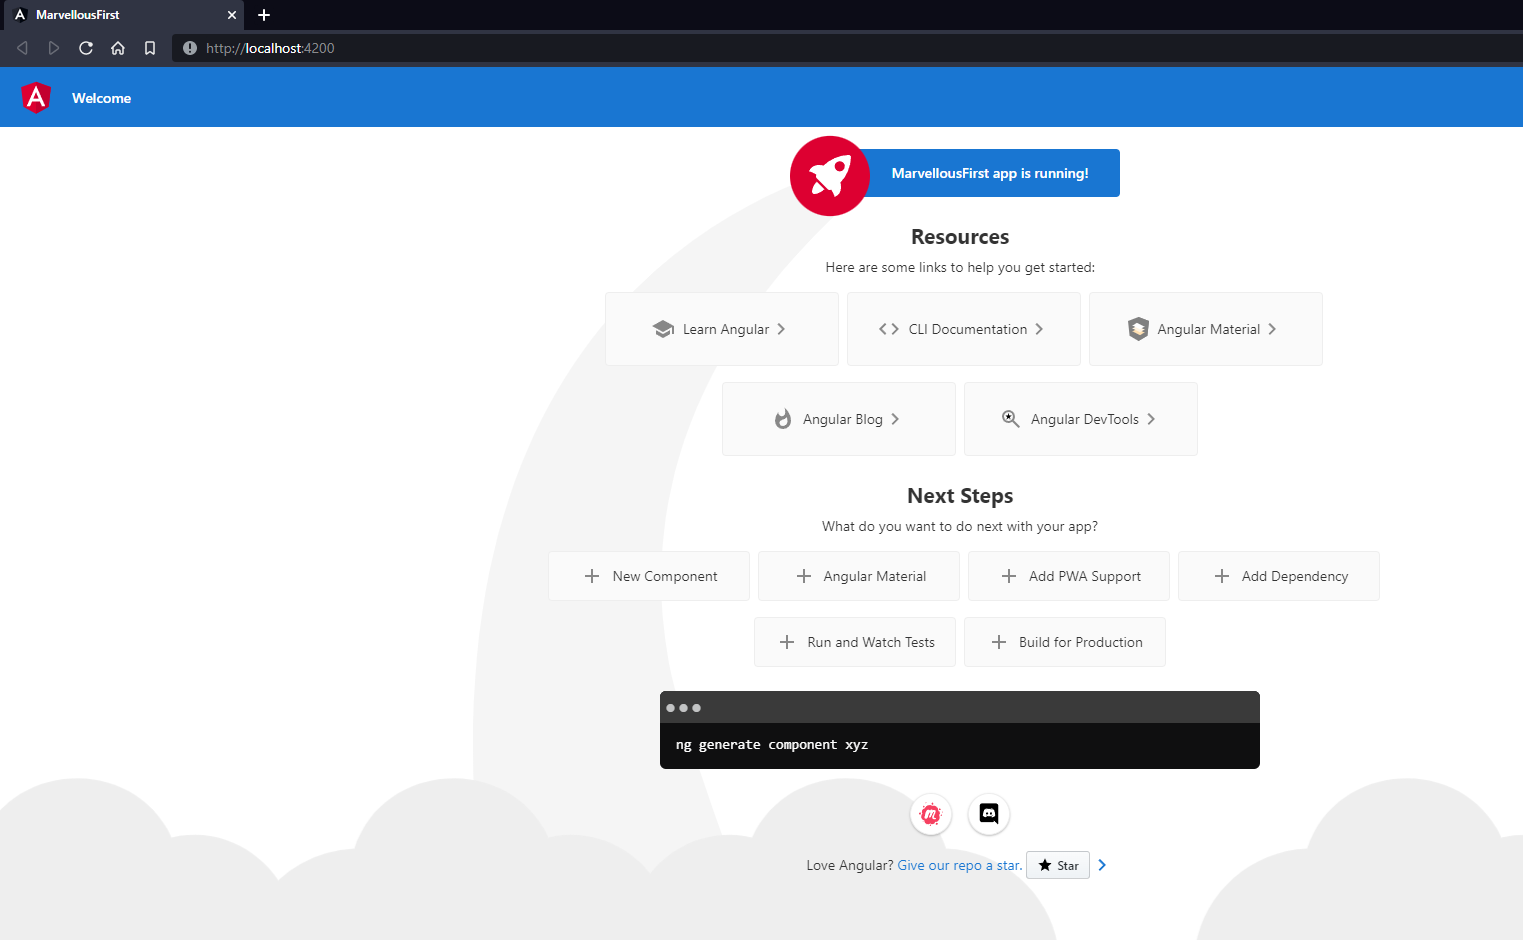 MarvellousFirst
http://localhost:4200
Welcome
MarvellousFirst app is running!
Resources
Here are some links to help you get started:
Learn Angular
CLI Documentation
Angular Material
Angular Blog
Angular DevTools
Next Steps
What do you want to do next with your app?
New Component
Angular Material
Add PWA Support
Add Dependency
Run and Watch Tests
Build for Production
ng generate component xyz
Love Angular? Give our repo a star. Star